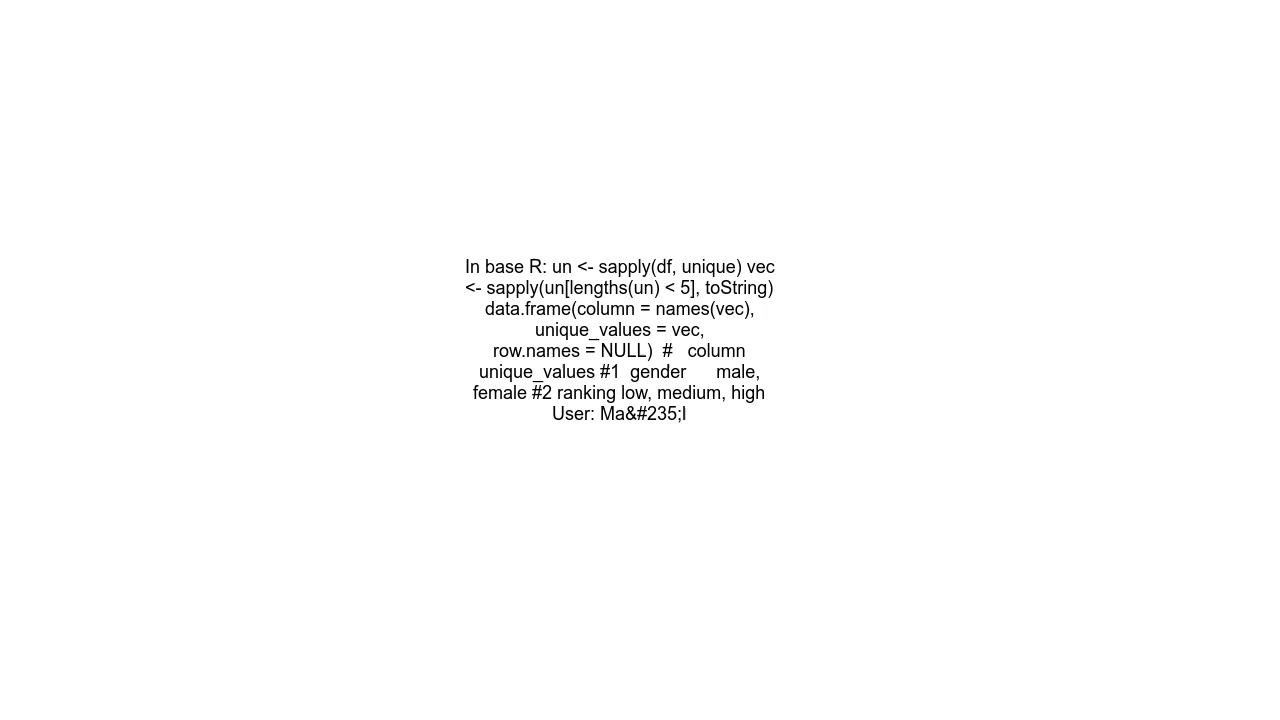 In base R: un <- sapply(df, unique) vec
<- sapply(un[lengths(un) < 5], toString)
data.frame(column = names(vec),
unique_values = vec,
row.names = NULL)  #   column
unique_values #1  gender      male,
female #2 ranking low, medium, high
User: Ma&#235;l